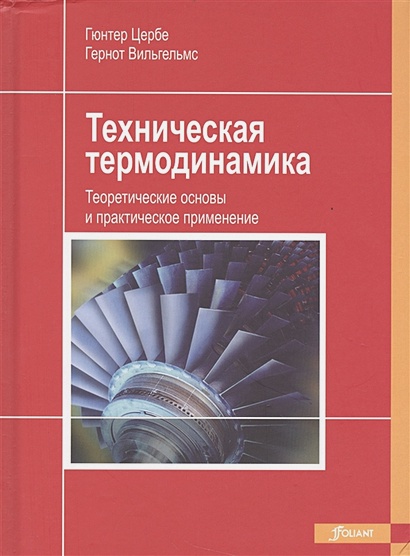 Гюнтер Цербе
Гернот Вильгельмс
Техническая
термодинамика
Теоретические основы
и практическое применение
FOLIANT